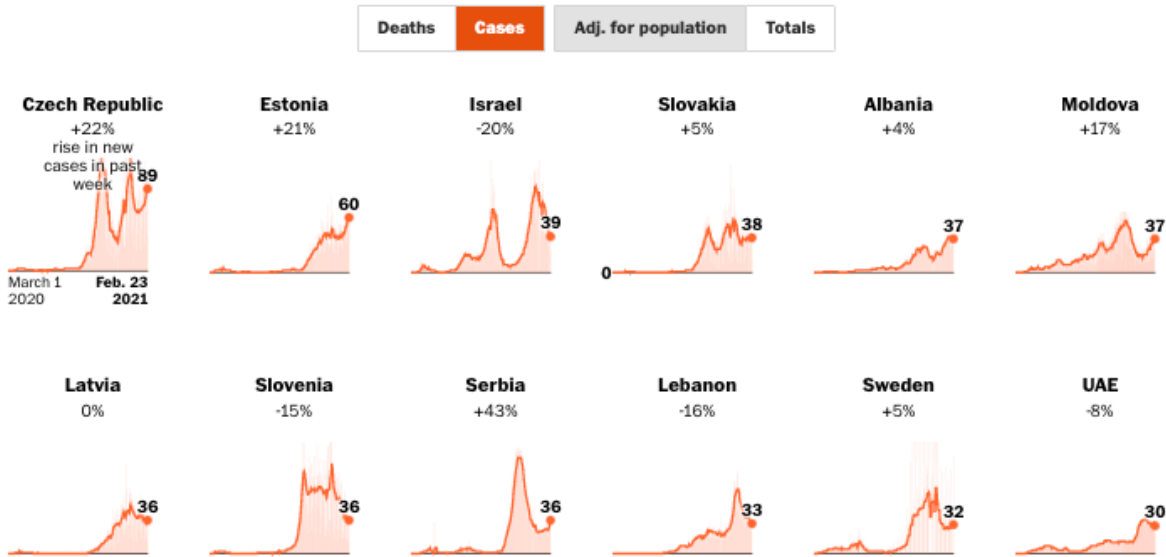 Deaths Cases Adj. for population Totals
Czech Republic Estonia Israel Slovakia Albania Moldova
+22% +21% -20% +5% +4% +17%
rise in new
cases in past
week
89 60 39 38 37 37
0
March 1 Feb. 23
2020 2021
Latvia Slovenia Serbia Lebanon Sweden UAE
0% -15% +43% -16% +5% -8%
36 36 36 33 32 30